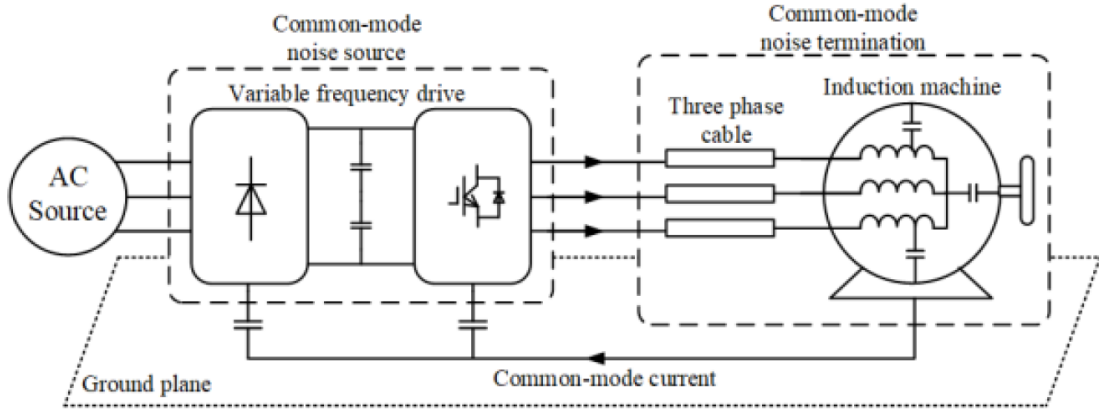 Common-mode
noise source
Common-mode
noise termination
Variable frequency drive
Induction machine
Three phase
cable
AC
Source
Ground plane
Common-mode current